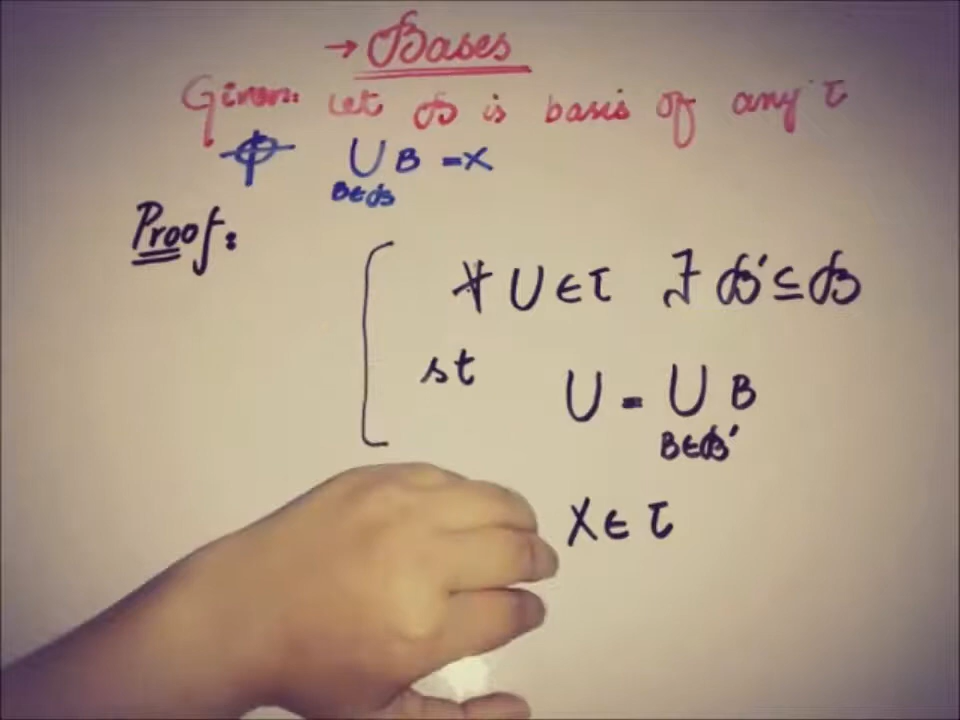 → Bases
Given: Let ℬ is basis of any τ
⋃ B = X
B∈ℬ
Proof:
∀ U ∈ τ ∃ ℬ' ⊆ ℬ
st U = ⋃ B
B∈ℬ'
X ∈ τ